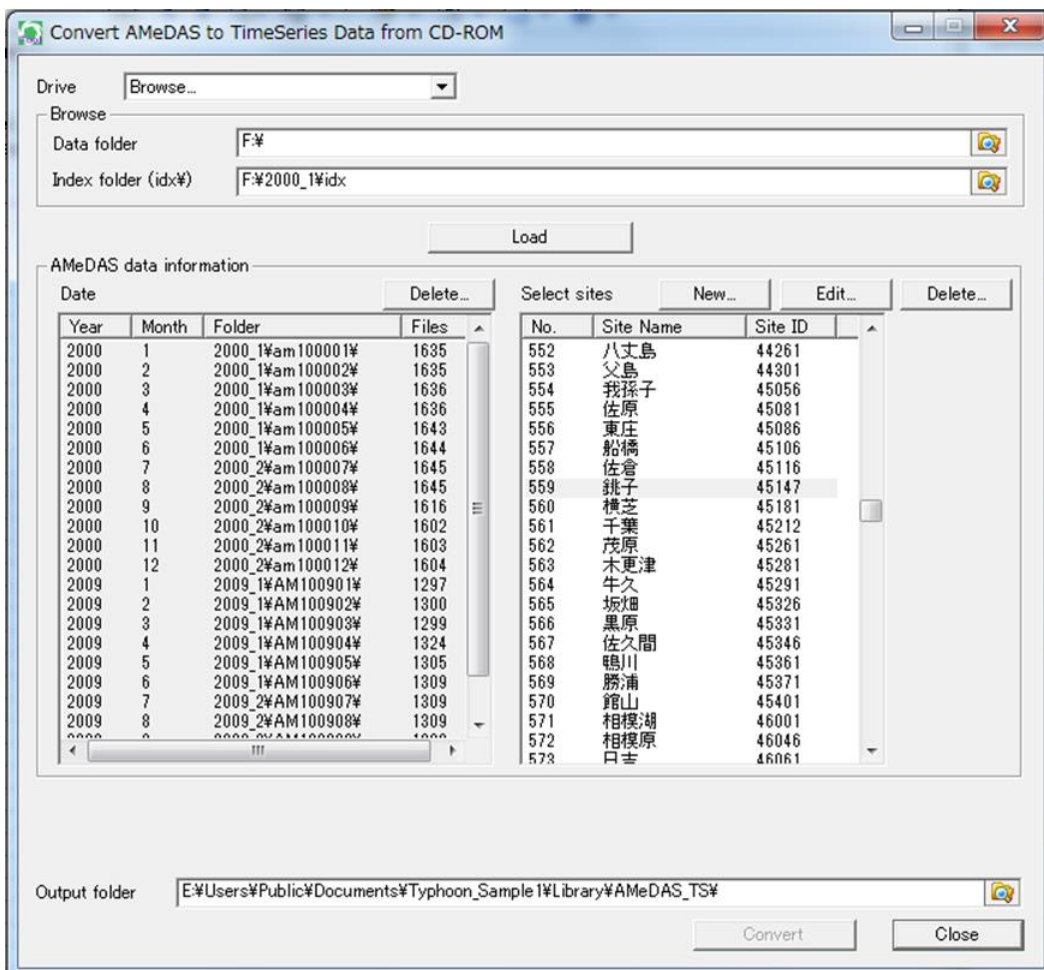 Convert AMeDAS to TimeSeries Data from CD-ROM
Drive Browse...
Browse
Data folder F:¥
Index folder (idx¥) F:¥2000_1¥idx
Load
AMeDAS data information
Date Delete... Select sites New... Edit... Delete...
Year Month Folder Files No. Site Name Site ID
2000 1 2000_1¥am100001¥ 1635 552 八丈島 44261
2000 2 2000_1¥am100002¥ 1635 553 父島 44301
2000 3 2000_1¥am100003¥ 1636 554 我孫子 45056
2000 4 2000_1¥am100004¥ 1636 555 佐原 45081
2000 5 2000_1¥am100005¥ 1643 556 東庄 45086
2000 6 2000_1¥am100006¥ 1644 557 船橋 45106
2000 7 2000_2¥am100007¥ 1645 558 佐倉 45116
2000 8 2000_2¥am100008¥ 1645 559 銚子 45147
2000 9 2000_2¥am100009¥ 1616 560 横芝 45181
2000 10 2000_2¥am100010¥ 1602 561 千葉 45212
2000 11 2000_2¥am100011¥ 1603 562 茂原 45261
2000 12 2000_2¥am100012¥ 1604 563 木更津 45281
2009 1 2009_1¥AM100901¥ 1297 564 牛久 45291
2009 2 2009_1¥AM100902¥ 1300 565 坂畑 45326
2009 3 2009_1¥AM100903¥ 1299 566 黒原 45331
2009 4 2009_1¥AM100904¥ 1324 567 佐久間 45346
2009 5 2009_1¥AM100905¥ 1305 568 鴨川 45361
2009 6 2009_1¥AM100906¥ 1309 569 勝浦 45371
2009 7 2009_2¥AM100907¥ 1309 570 館山 45401
2009 8 2009_2¥AM100908¥ 1309 571 相模湖 46001
572 相模原 46046
573 日吉 46061
Output folder E:¥Users¥Public¥Documents¥Typhoon_Sample1¥Library¥AMeDAS_TS¥
Convert Close